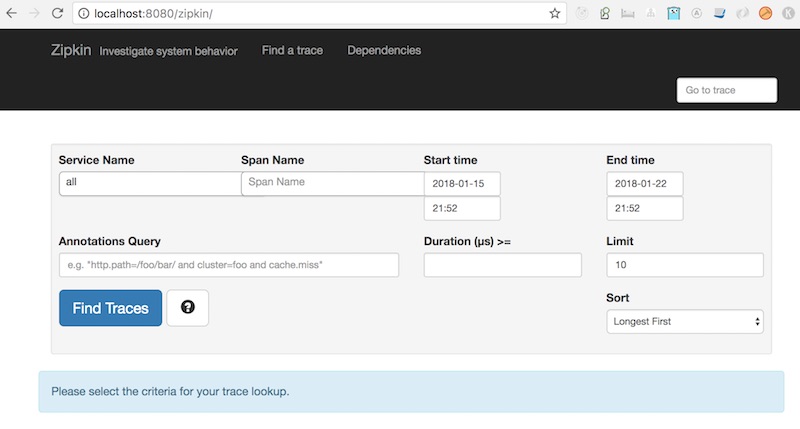 localhost:8080/zipkin/
Zipkin Investigate system behavior Find a trace Dependencies
Go to trace
Service Name Span Name Start time End time
all Span Name 2018-01-15 2018-01-22
21:52 21:52
Annotations Query Duration (μs) >= Limit
e.g. "http.path=/foo/bar/ and cluster=foo and cache.miss" 10
Find Traces Sort
Longest First
Please select the criteria for your trace lookup.